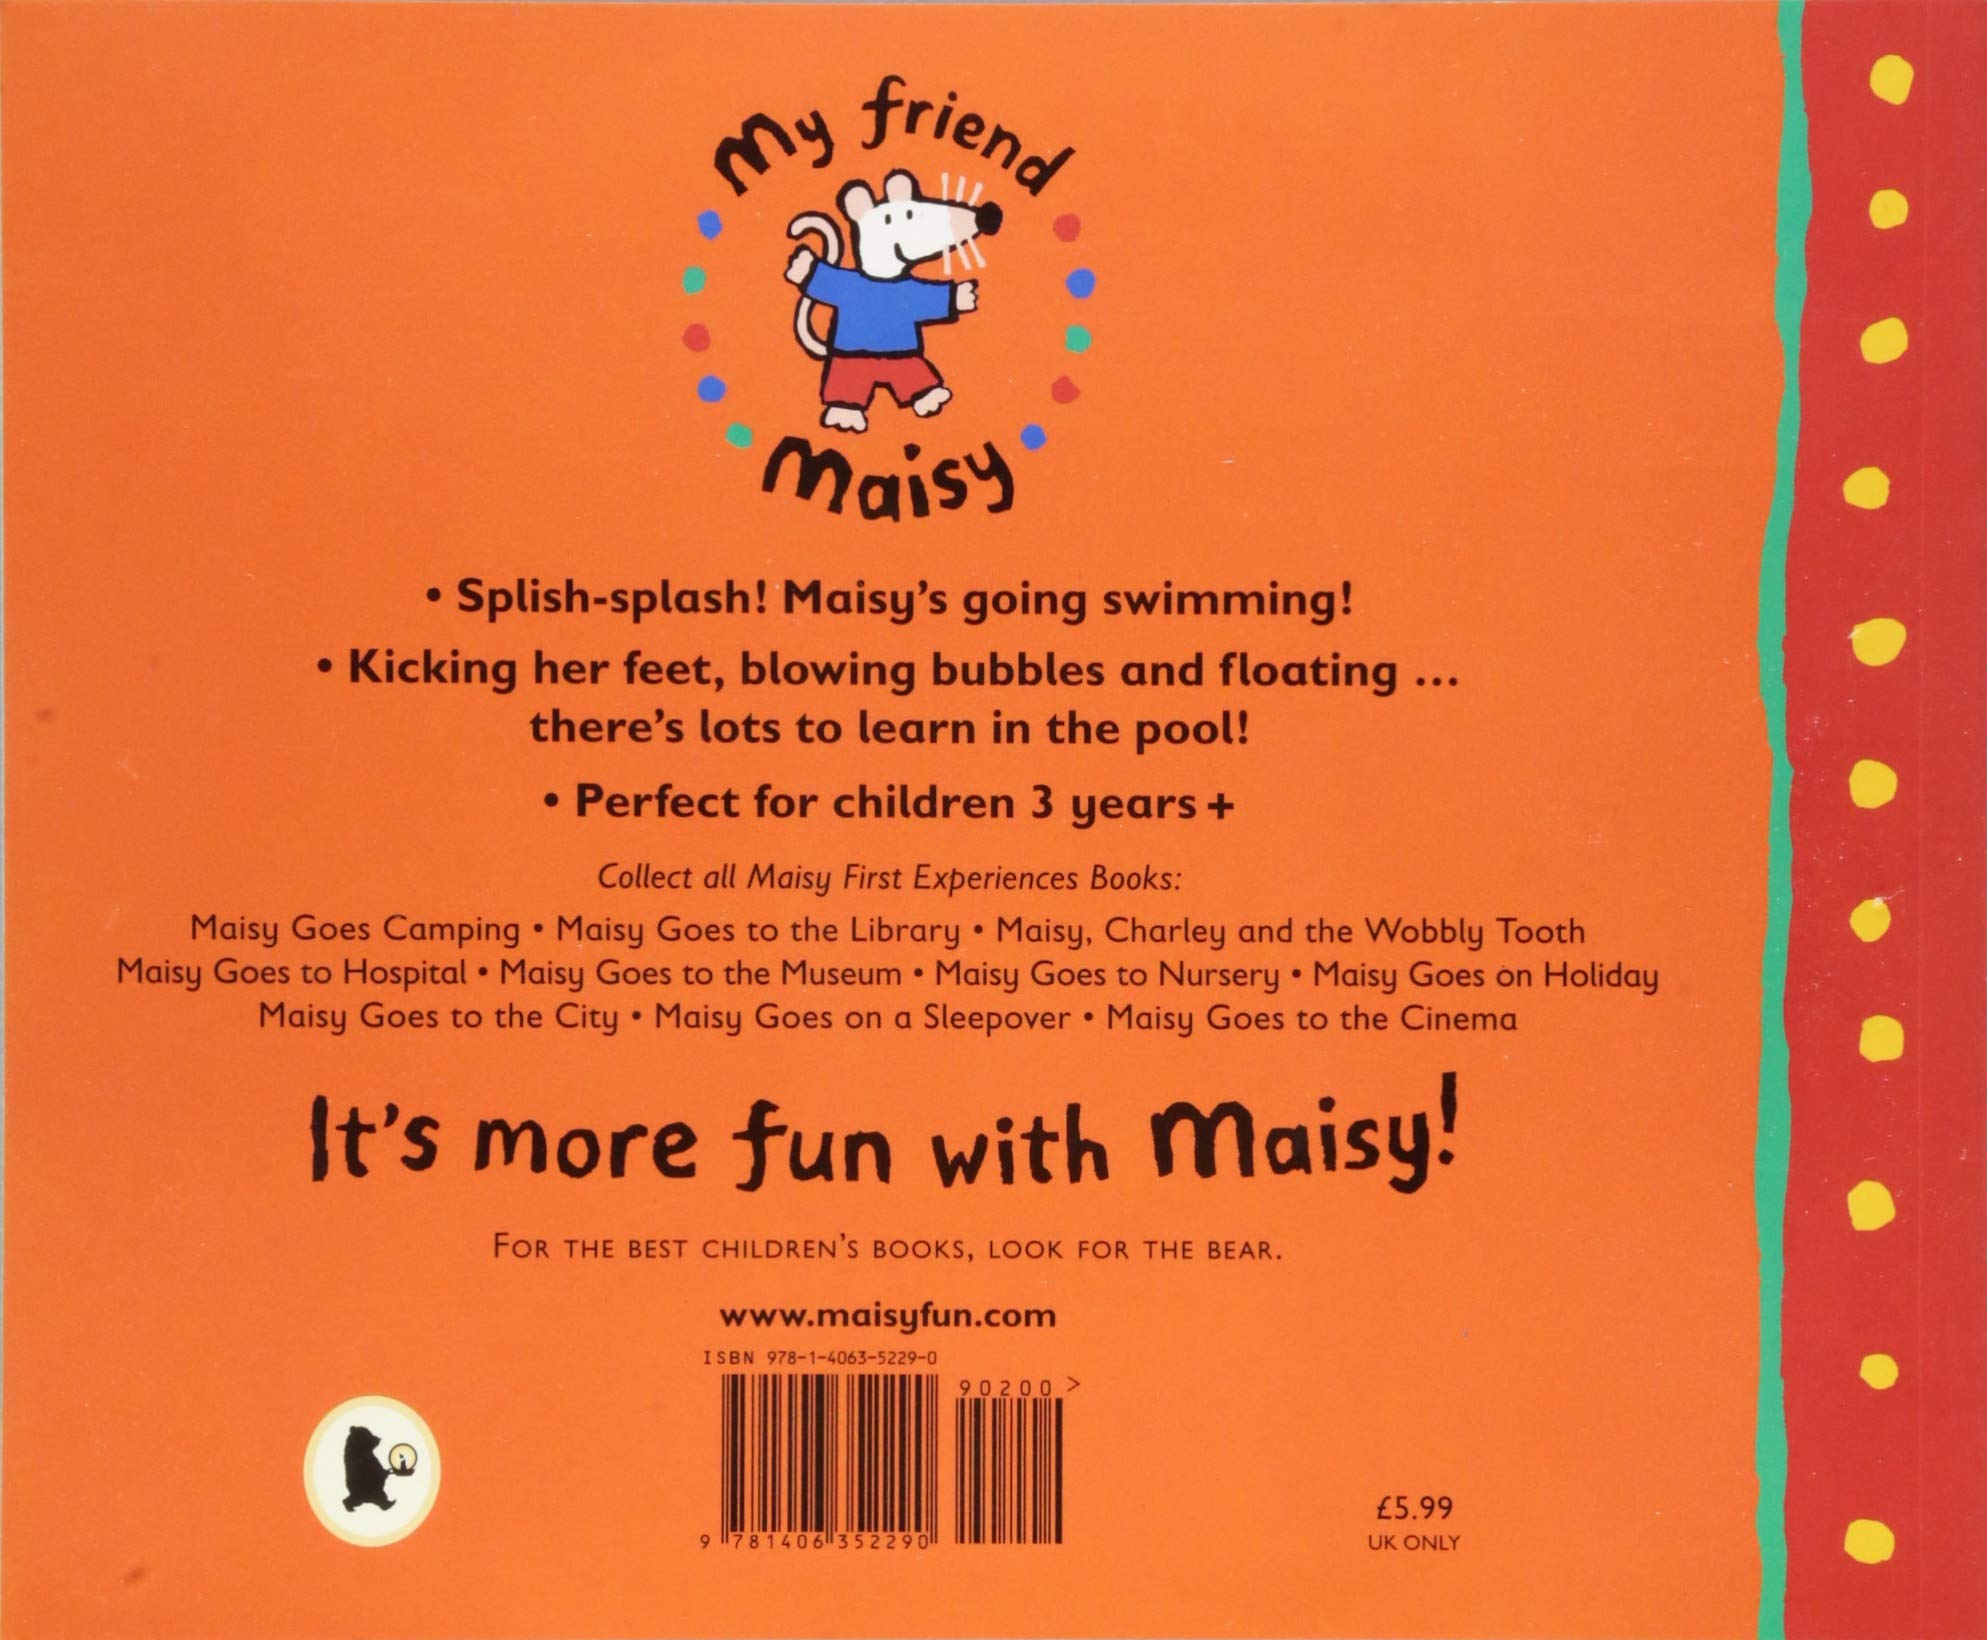 My friend
Maisy
• Splish-splash! Maisy's going swimming!
• Kicking her feet, blowing bubbles and floating ...
there's lots to learn in the pool!
• Perfect for children 3 years+
Collect all Maisy First Experiences Books:
Maisy Goes Camping • Maisy Goes to the Library • Maisy, Charley and the Wobbly Tooth
Maisy Goes to Hospital • Maisy Goes to the Museum • Maisy Goes to Nursery • Maisy Goes on Holiday
Maisy Goes to the City • Maisy Goes on a Sleepover • Maisy Goes to the Cinema
It's more fun with Maisy!
FOR THE BEST CHILDREN'S BOOKS, LOOK FOR THE BEAR.
www.maisyfun.com
ISBN 978-1-4063-5229-0
90200>
9 781406 352290
£5.99
UK ONLY